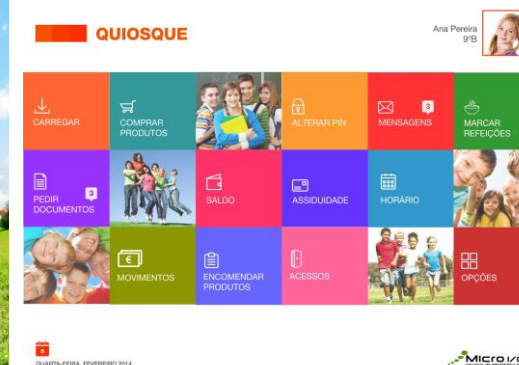 QUIOSQUE
Ana Pereira
9ºB
CARREGAR
COMPRAR
PRODUTOS
ALTERAR PIN
3
MENSAGENS
MARCAR
REFEIÇÕES
3
PEDIR
DOCUMENTOS
SALDO
ASSIDUIDADE
HORÁRIO
€
MOVIMENTOS
ENCOMENDAR
PRODUTOS
ACESSOS
OPÇÕES
5
QUARTA-FEIRA, FEVEREIRO 2014